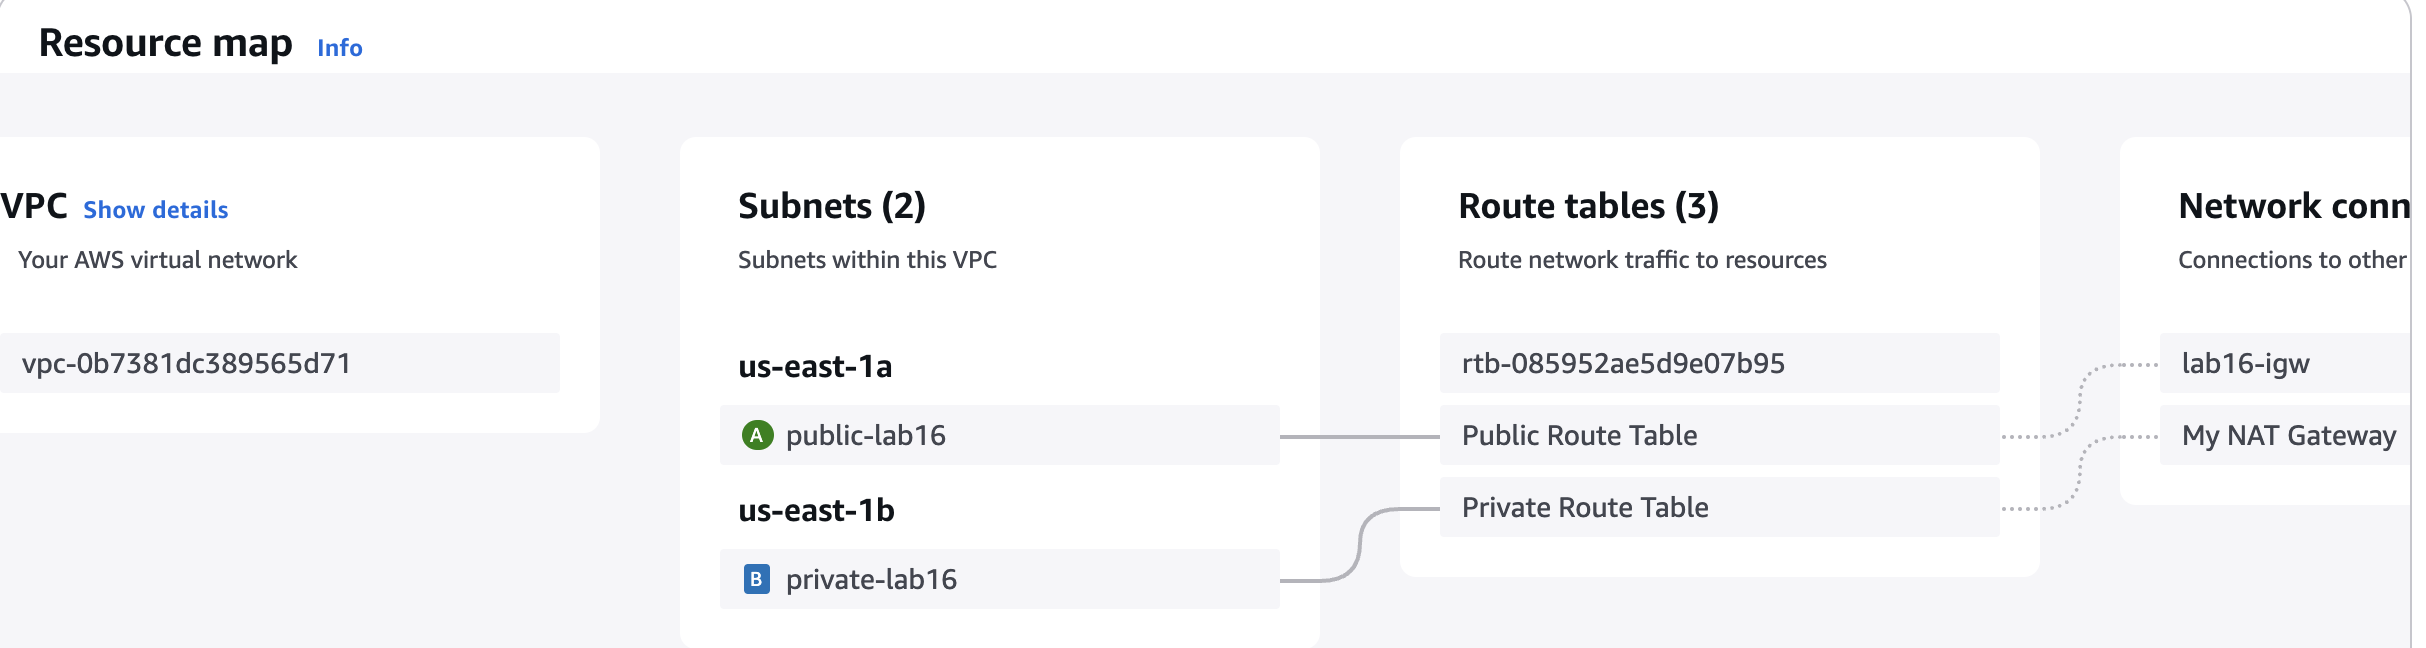 Resource map Info
VPC Show details
Your AWS virtual network
vpc-0b7381dc389565d71
Subnets (2)
Subnets within this VPC
us-east-1a
A public-lab16
us-east-1b
B private-lab16
Route tables (3)
Route network traffic to resources
rtb-085952ae5d9e07b95
Public Route Table
Private Route Table
Network conn
Connections to other
lab16-igw
My NAT Gateway